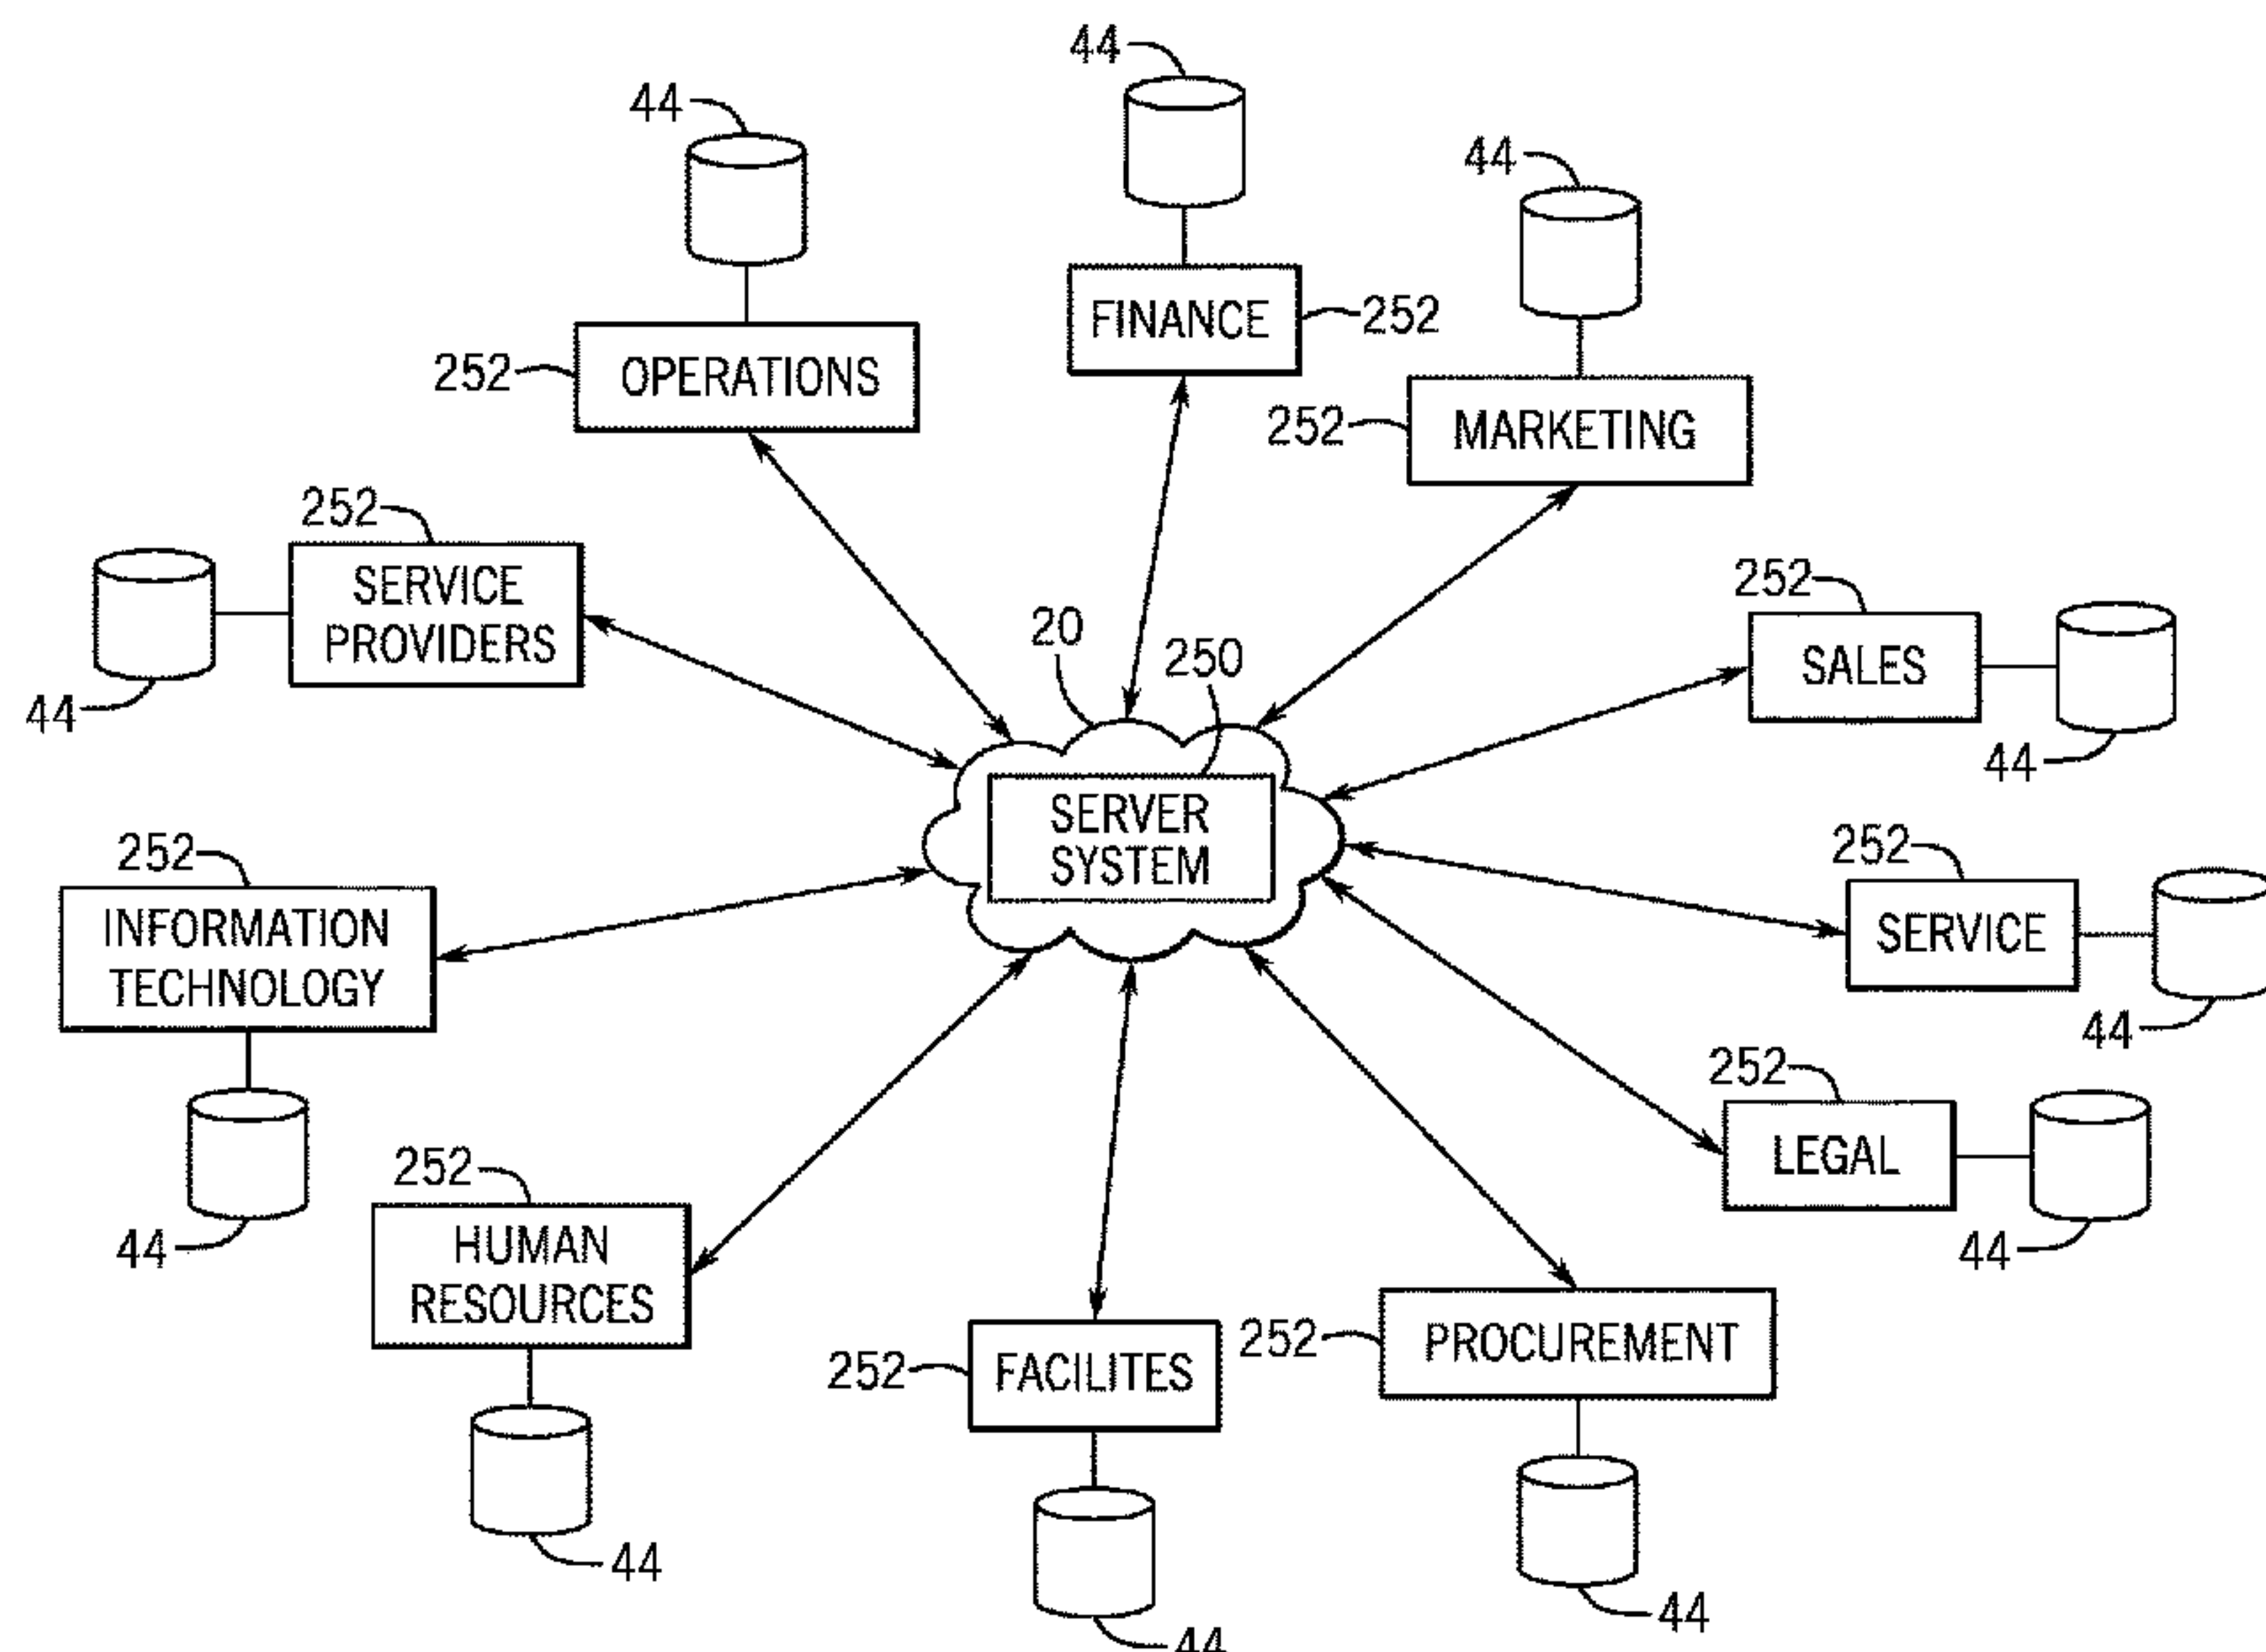 44
44
44
FINANCE
252
252
OPERATIONS
252
MARKETING
252
SERVICE
PROVIDERS
44
252
SALES
44
20
250
SERVER
SYSTEM
252
INFORMATION
TECHNOLOGY
44
252
SERVICE
44
252
LEGAL
44
252
HUMAN
RESOURCES
44
252
FACILITES
44
252
PROCUREMENT
44